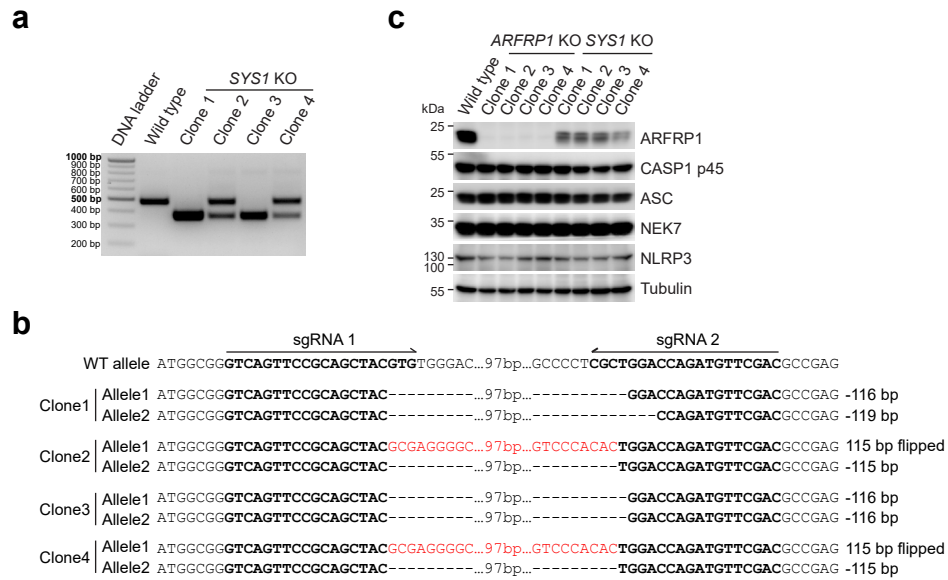 a
SYS1 KO
DNA ladder
Wild type
Clone 1
Clone 2
Clone 3
Clone 4
1000 bp
900 bp
800 bp
700 bp
600 bp
500 bp
400 bp
300 bp
200 bp
c
ARFRP1 KO SYS1 KO
Wild type
Clone 1
Clone 2
Clone 3
Clone 4
Clone 1
Clone 2
Clone 3
Clone 4
kDa
25 ARFRP1
55 CASP1 p45
25 ASC
35 NEK7
130 NLRP3
100
55 Tubulin
b
sgRNA 1 sgRNA 2
WT allele ATGGCGGGTCAGTTCCGCAGCTACGTGTGGGAC...97bp...GCCCCTCGCTGGACCAGATGTTCGACGCCGAG
Clone1 Allele1 ATGGCGGGTCAGTTCCGCAGCTAC---------...97bp...----------GGACCAGATGTTCGACGCCGAG -116 bp
Allele2 ATGGCGGGTCAGTTCCGCAGCTAC---------...97bp...-------------CCAGATGTTCGACGCCGAG -119 bp
Clone2 Allele1 ATGGCGGGTCAGTTCCGCAGCTACGCGAGGGGC...97bp...GTCCCACACTGGACCAGATGTTCGACGCCGAG 115 bp flipped
Allele2 ATGGCGGGTCAGTTCCGCAGCTAC---------...97bp...---------TGGACCAGATGTTCGACGCCGAG -115 bp
Clone3 Allele1 ATGGCGGGTCAGTTCCGCAGCTAC---------...97bp...----------GGACCAGATGTTCGACGCCGAG -116 bp
Allele2 ATGGCGGGTCAGTTCCGCAGCTAC---------...97bp...----------GGACCAGATGTTCGACGCCGAG -116 bp
Clone4 Allele1 ATGGCGGGTCAGTTCCGCAGCTACGCGAGGGGC...97bp...GTCCCACACTGGACCAGATGTTCGACGCCGAG 115 bp flipped
Allele2 ATGGCGGGTCAGTTCCGCAGCTAC---------...97bp...---------TGGACCAGATGTTCGACGCCGAG -115 bp